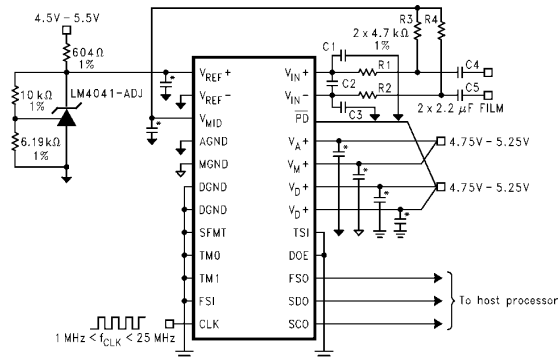 4.5V – 5.5V
604Ω
1%
10 kΩ
1%
LM4041-ADJ
6.19kΩ
1%
*
*
VREF+
VREF-
VMID
AGND
MGND
DGND
DGND
SFMT
TM0
TM1
FSI
CLK
1 MHz < fCLK < 25 MHz
VIN+
VIN-
PD
VA+
VM+
VD+
VD+
TSI
DOE
FSO
SDO
SCO
R3
R4
2 x 4.7 kΩ
1%
C1
R1
C4
C2
R2
C5
C3
2 x 2.2 μF FILM
*
*
*
*
4.75V – 5.25V
4.75V – 5.25V
To host processor